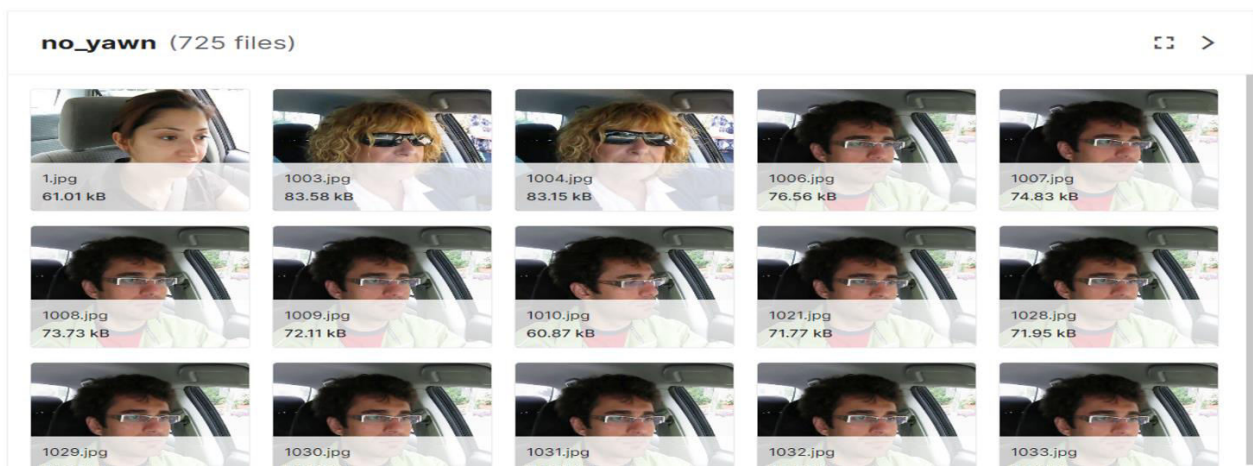 no_yawn (725 files)
1.jpg
61.01 kB
1003.jpg
83.58 kB
1004.jpg
83.15 kB
1006.jpg
76.56 kB
1007.jpg
74.83 kB
1008.jpg
73.73 kB
1009.jpg
72.11 kB
1010.jpg
60.87 kB
1021.jpg
71.77 kB
1028.jpg
71.95 kB
1029.jpg
1030.jpg
1031.jpg
1032.jpg
1033.jpg